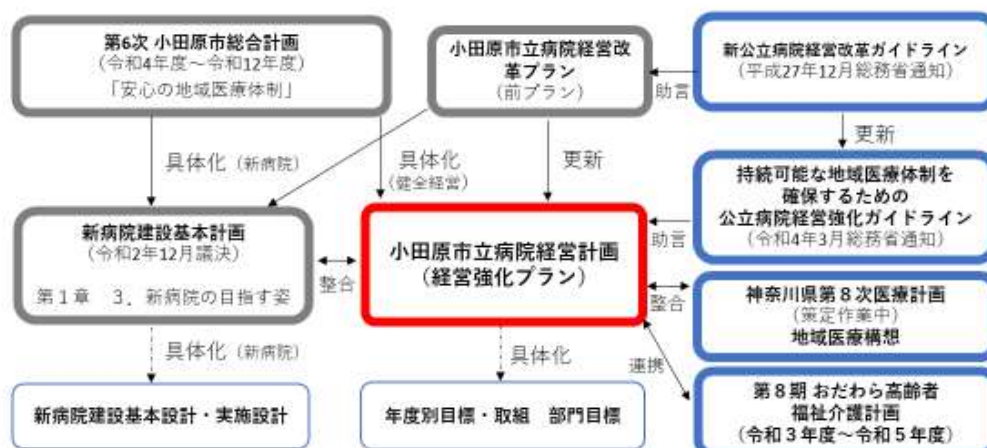 第6次 小田原市総合計画
(令和4年度～令和12年度)
「安心の地域医療体制」
小田原市立病院経営改
革プラン
(前プラン)
新公立病院経営改革ガイドライン
(平成27年12月総務省通知)
助言
具体化 (新病院)
具体化
(健全経営)
更新
更新
持続可能な地域医療体制を
確保するための
公立病院経営強化ガイドライン
(令和4年3月総務省通知)
新病院建設基本計画
(令和2年12月議決)
第1章 3．新病院の目指す姿
整合
小田原市立病院経営計画
(経営強化プラン)
助言
整合
神奈川県第８次医療計画
(策定作業中)
地域医療構想
具体化 (新病院)
具体化
連携
新病院建設基本設計・実施設計
年度別目標・取組 部門目標
第８期 おだわら高齢者
福祉介護計画
(令和３年度～令和５年度)